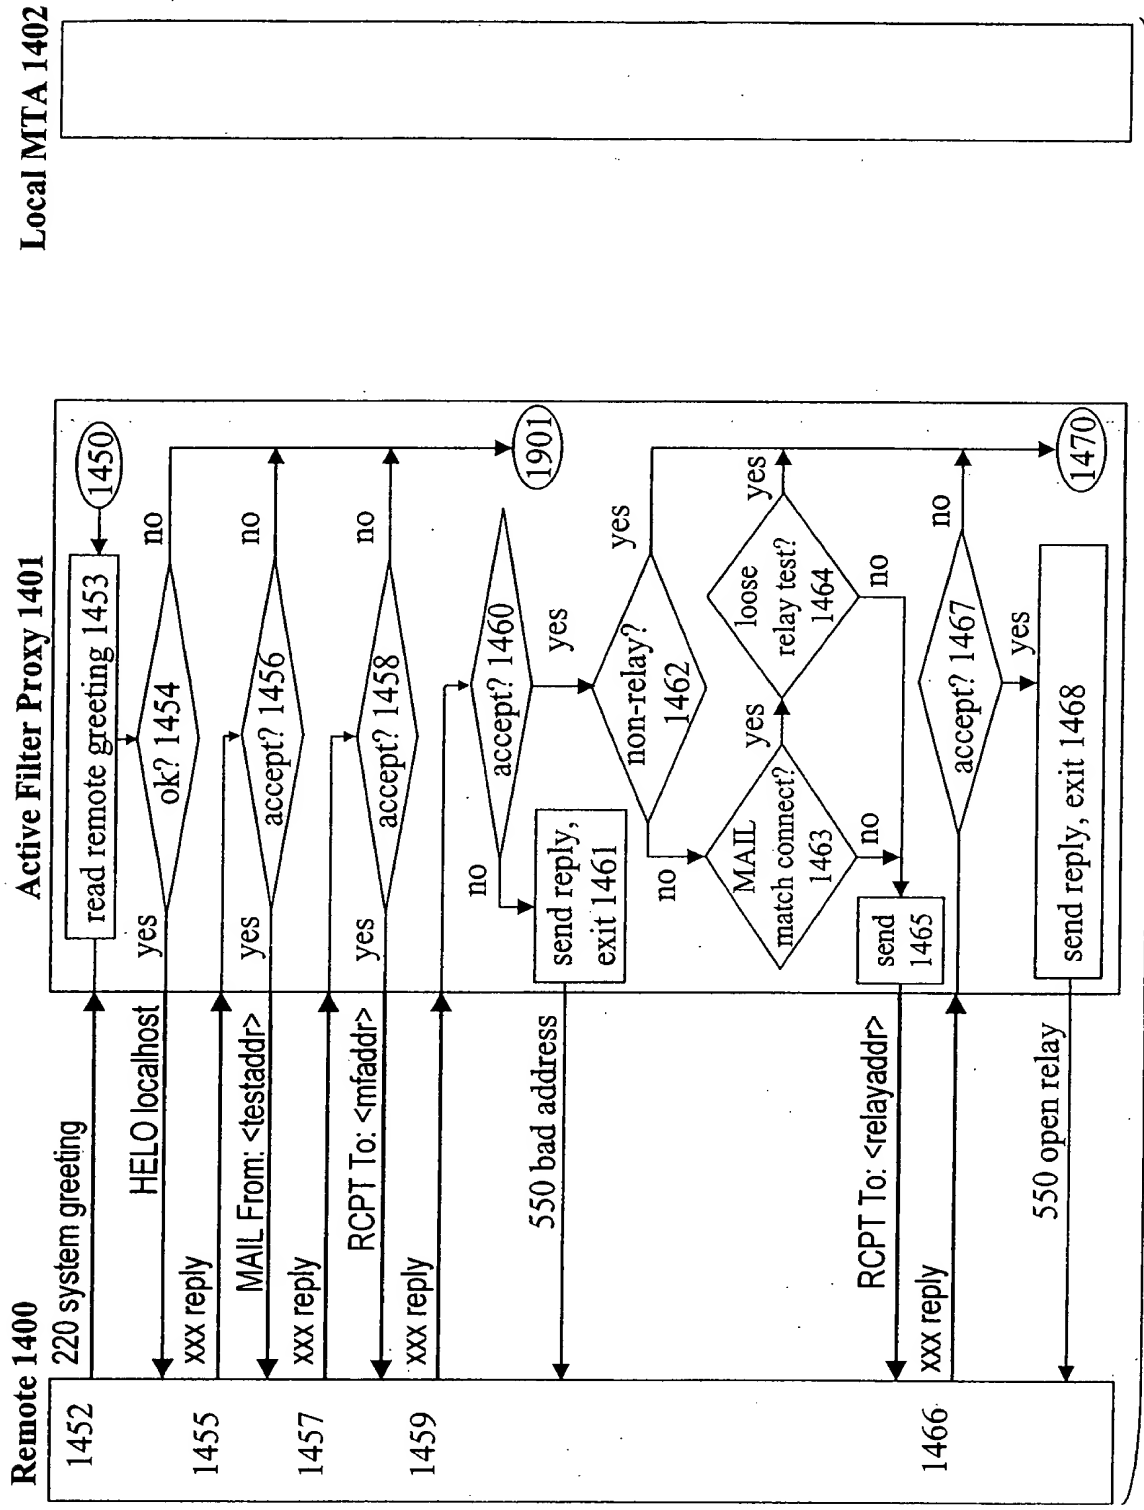 Remote 1400
Active Filter Proxy 1401
Local MTA 1402
1452
220 system greeting
read remote greeting 1453
1450
HELO localhost
yes
ok? 1454
no
1455
xxx reply
MAIL From: <testaddr>
yes
accept? 1456
no
1457
xxx reply
RCPT To: <mfaddr>
yes
accept? 1458
no
1459
xxx reply
accept? 1460
1901
no
yes
550 bad address
send reply,
exit 1461
non-relay?
1462
yes
no
MAIL
match connect?
1463
yes
loose
relay test?
1464
yes
no
no
RCPT To: <relayaddr>
send
1465
1466
xxx reply
accept? 1467
no
yes
1470
550 open relay
send reply, exit 1468